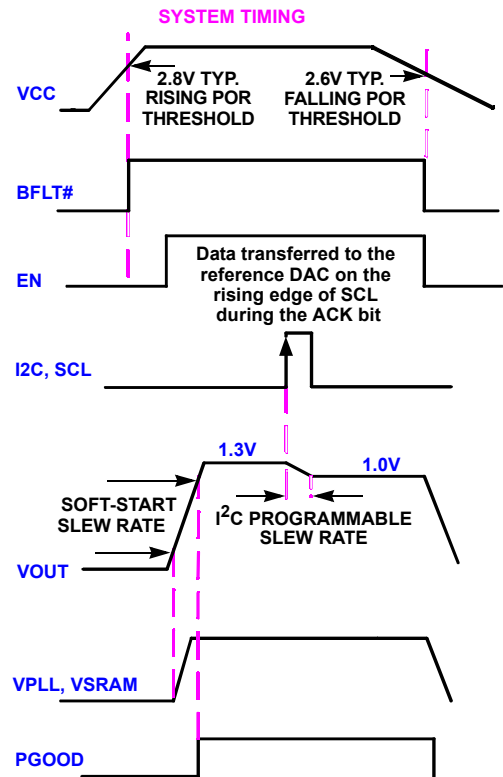 SYSTEM TIMING
VCC
2.8V TYP.
RISING POR
THRESHOLD
2.6V TYP.
FALLING POR
THRESHOLD
BFLT#
EN
Data transferred to the
reference DAC on the
rising edge of SCL
during the ACK bit
I2C, SCL
1.3V
1.0V
SOFT-START
SLEW RATE
I²C PROGRAMMABLE
SLEW RATE
VOUT
VPLL, VSRAM
PGOOD